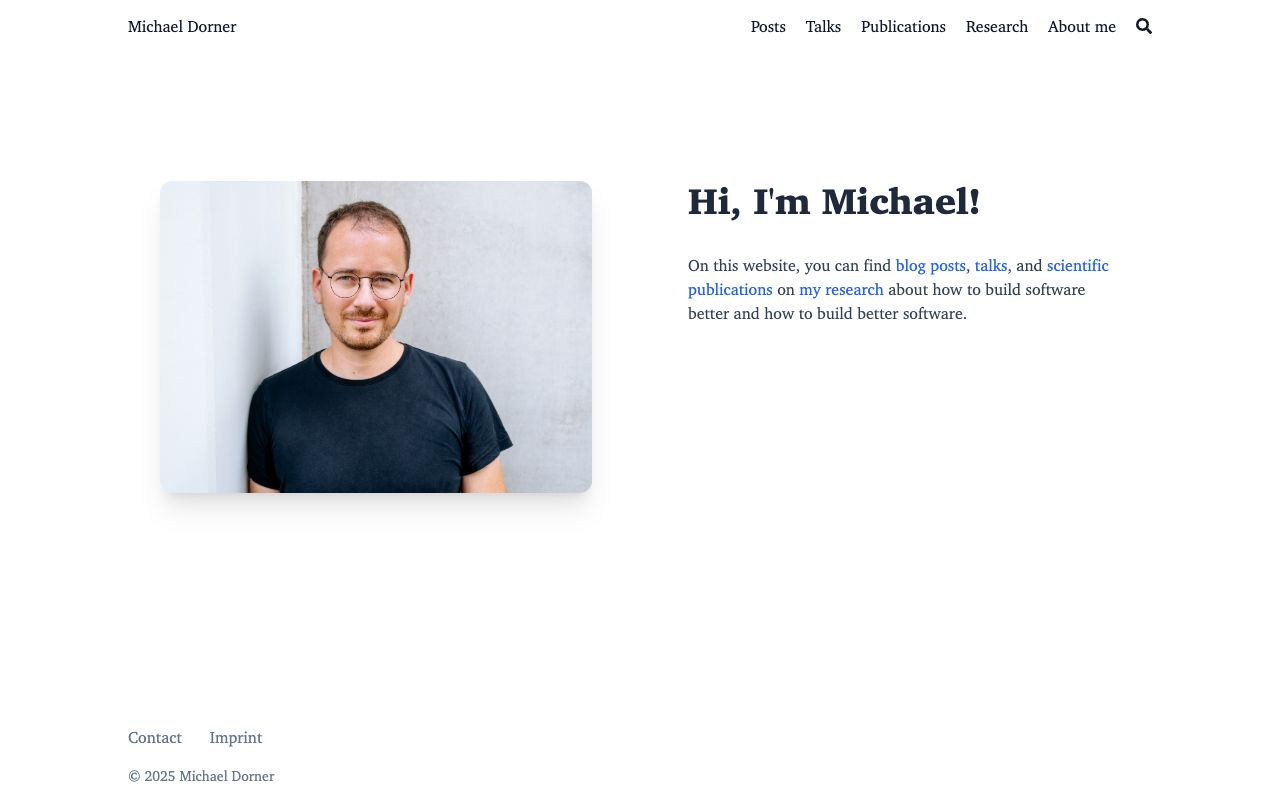 Michael Dorner
Posts Talks Publications Research About me
Hi, I'm Michael!
On this website, you can find blog posts, talks, and scientific
publications on my research about how to build software
better and how to build better software.
Contact Imprint
© 2025 Michael Dorner